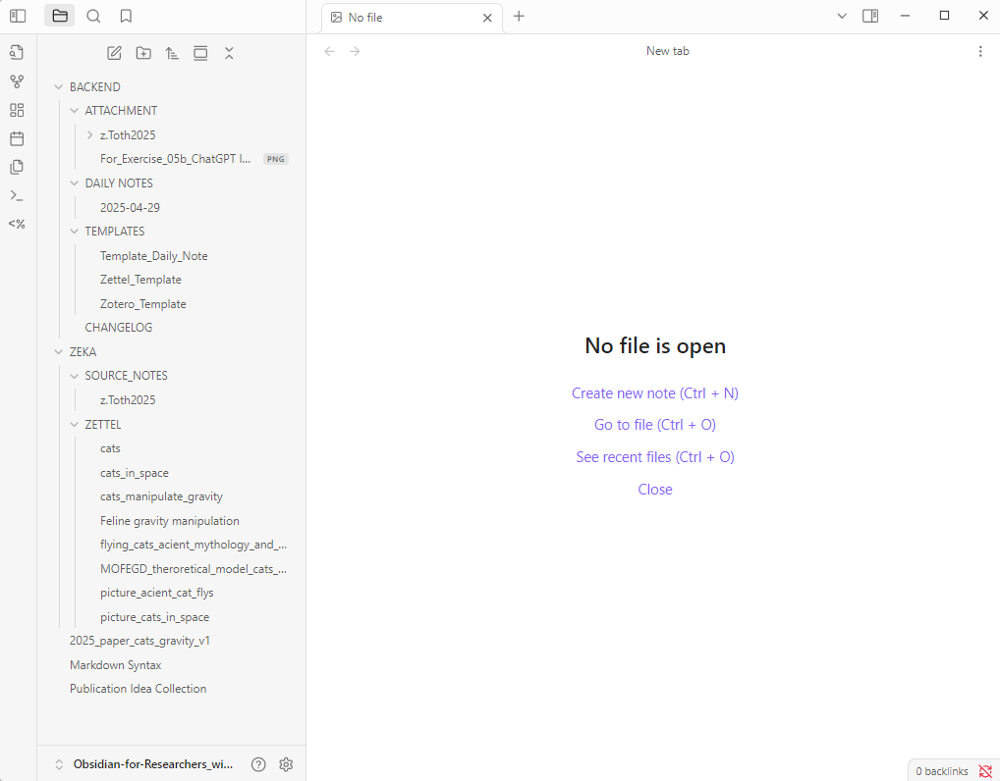 No file
New tab
BACKEND
ATTACHMENT
z.Toth2025
For_Exercise_05b_ChatGPT I... PNG
DAILY NOTES
2025-04-29
TEMPLATES
Template_Daily_Note
Zettel_Template
Zotero_Template
CHANGELOG
ZEKA
SOURCE_NOTES
z.Toth2025
ZETTEL
cats
cats_in_space
cats_manipulate_gravity
Feline gravity manipulation
flying_cats_acient_mythology_and_...
MOFEGD_theroretical_model_cats_...
picture_acient_cat_flys
picture_cats_in_space
2025_paper_cats_gravity_v1
Markdown Syntax
Publication Idea Collection
Obsidian-for-Researchers_wi...
<%
No file is open
Create new note (Ctrl + N)
Go to file (Ctrl + O)
See recent files (Ctrl + O)
Close
0 backlinks